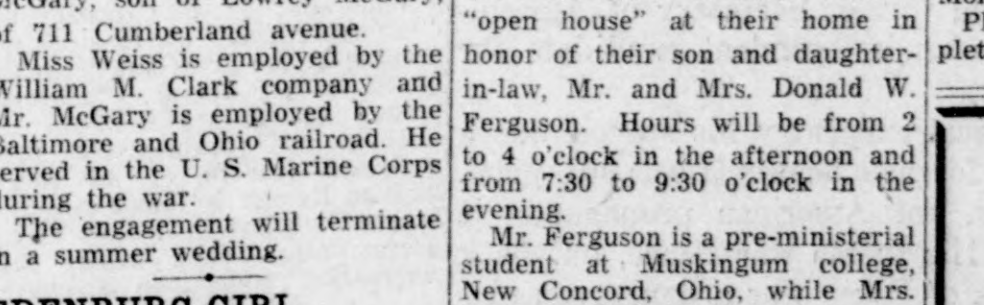 of 711 Cumberland avenue.
Miss Weiss is employed by the
William M. Clark company and
Mr. McGary is employed by the
Baltimore and Ohio railroad. He
served in the U. S. Marine Corps
during the war.
The engagement will terminate
in a summer wedding.
GIRL
"open house" at their home in
honor of their son and daughter-
in-law, Mr. and Mrs. Donald W.
Ferguson. Hours will be from 2
to 4 o'clock in the afternoon and
from 7:30 to 9:30 o'clock in the
evening.
Mr. Ferguson is a pre-ministerial
student at Muskingum college,
New Concord, Ohio, while Mrs.